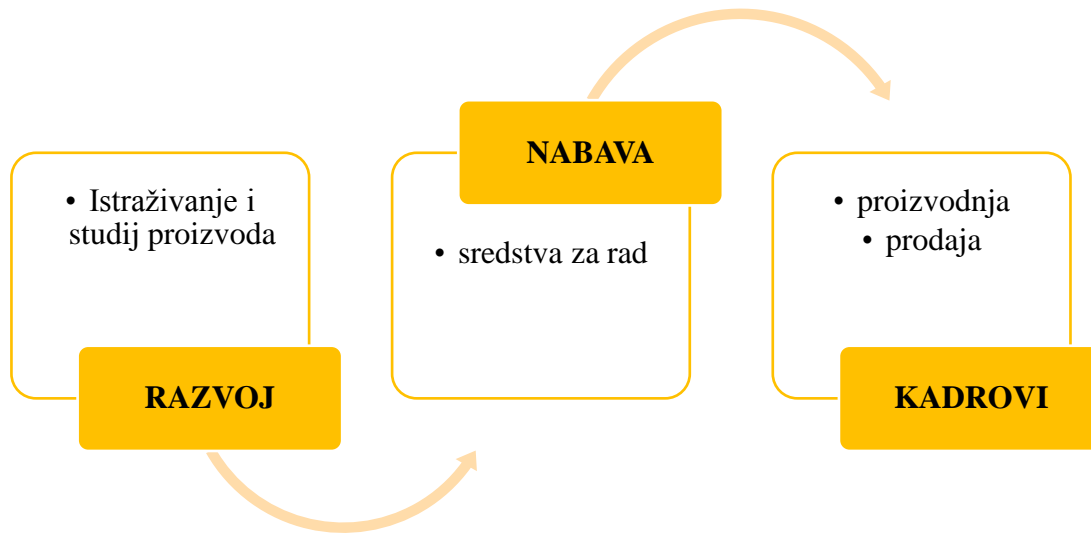 • Istraživanje i
studij proizvoda
RAZVOJ
NABAVA
• sredstva za rad
• proizvodnja
• prodaja
KADROVI